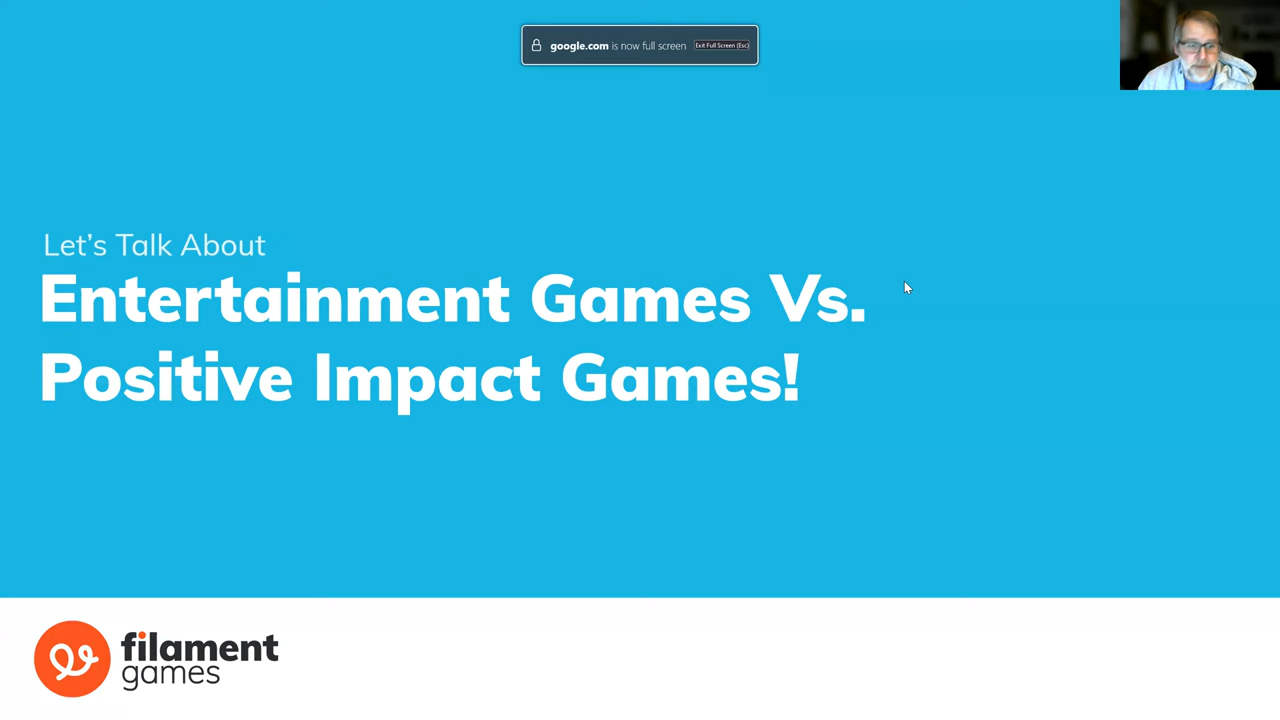 google.com is now full screen Exit Full Screen (Esc)
Let's Talk About
Entertainment Games Vs.
Positive Impact Games!
filament
games